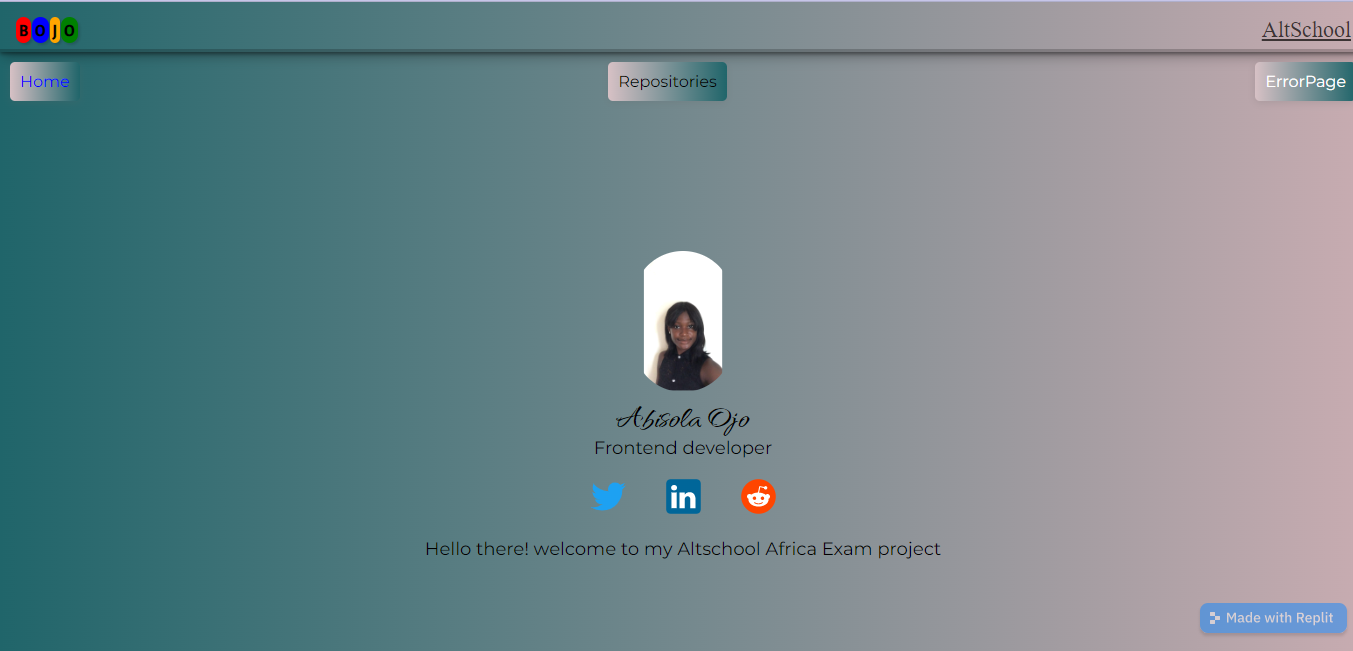 BOJO
AltSchool
Home
Repositories
ErrorPage
Abisola Ojo
Frontend developer
in
Hello there! welcome to my Altschool Africa Exam project
Made with Replit